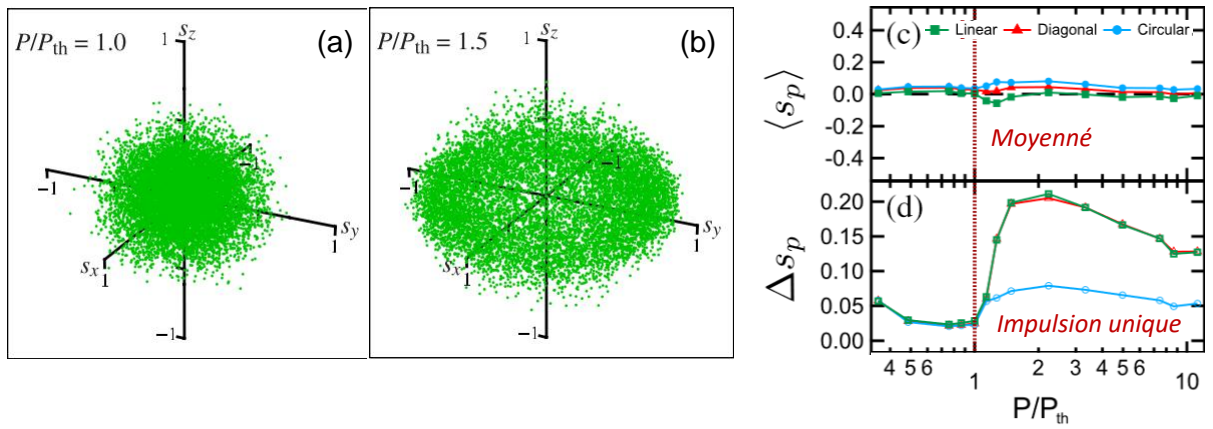 P/Pth = 1.0
(a)
1
sz
-1
-1
sy
1
sx
1
-1
P/Pth = 1.5
(b)
1
sz
-1
-1
sy
1
sx
1
-1
(c)
Linear
Diagonal
Circular
⟨sp⟩
0.4
0.2
0.0
-0.2
-0.4
Moyenné
(d)
Δsp
0.20
0.15
0.10
0.05
0.00
Impulsion unique
4 5 6 1 2 3 4 5 6 10
P/Pth